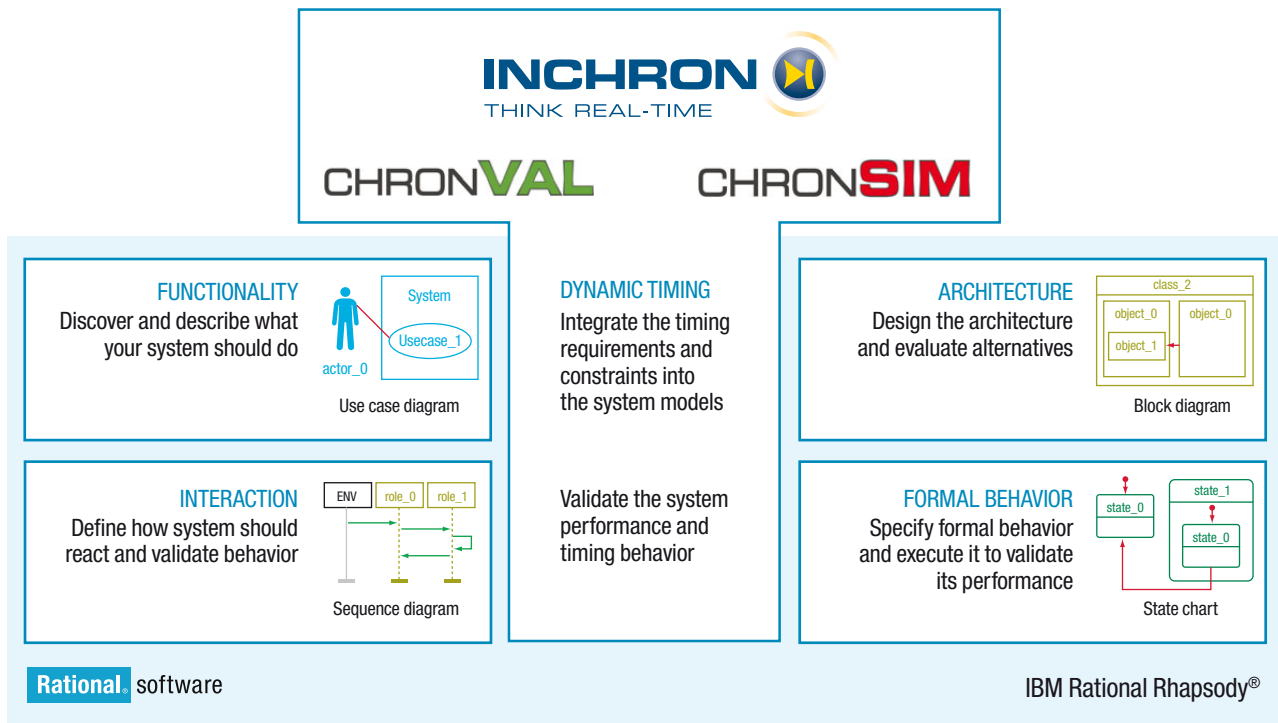 INCHRON
THINK REAL-TIME
CHRONVAL
CHRONSIM
FUNCTIONALITY
Discover and describe what
your system should do
System
Usecase_1
actor_0
Use case diagram
DYNAMIC TIMING
Integrate the timing
requirements and
constraints into
the system models
ARCHITECTURE
Design the architecture
and evaluate alternatives
class_2
object_0
object_0
object_1
Block diagram
INTERACTION
Define how system should
react and validate behavior
ENV
role_0
role_1
Sequence diagram
Validate the system
performance and
timing behavior
FORMAL BEHAVIOR
Specify formal behavior
and execute it to validate
its performance
state_0
state_1
state_0
State chart
Rational® software
IBM Rational Rhapsody®